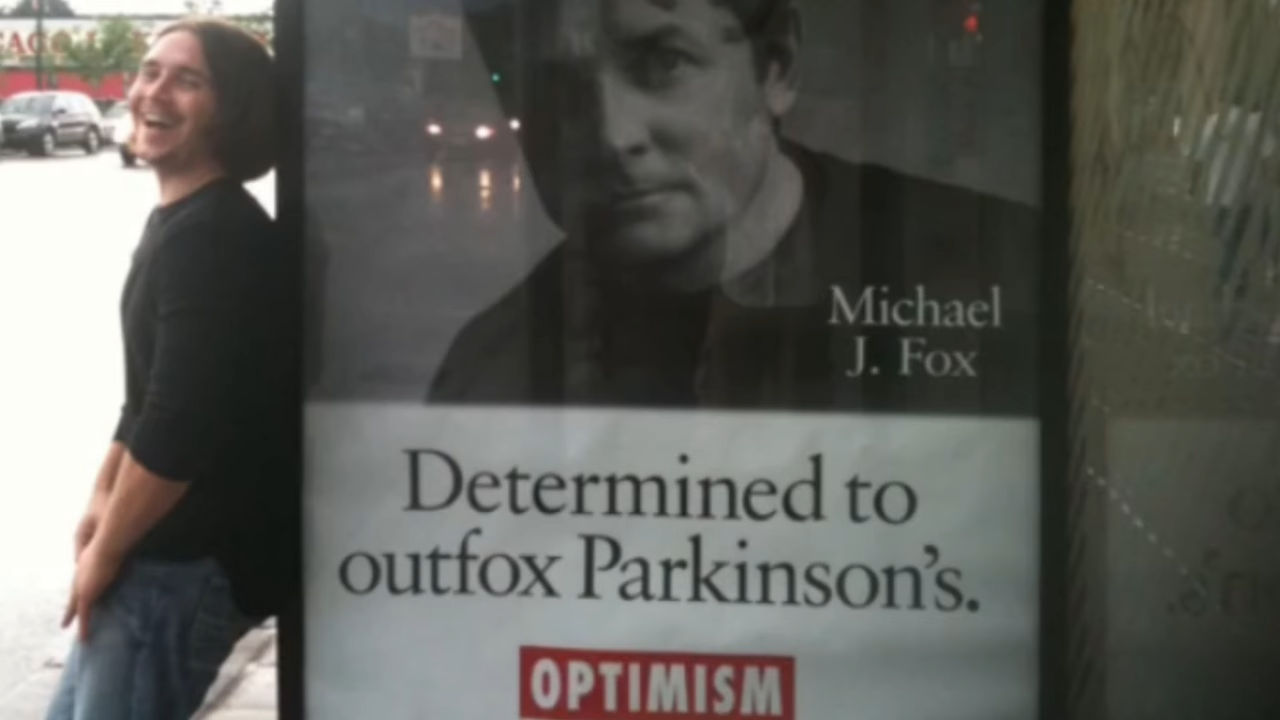 Michael
J. Fox
Determined to
outfox Parkinson's.
OPTIMISM